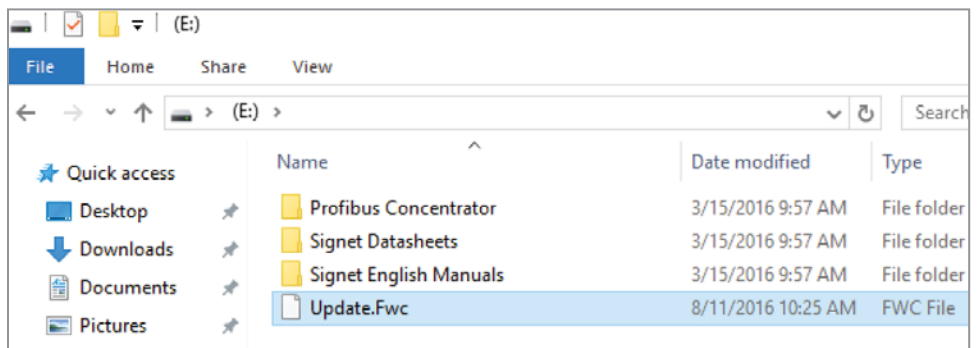 (E:)
File Home Share View
(E:) Search
Quick access
Desktop
Downloads
Documents
Pictures
Name Date modified Type
Profibus Concentrator 3/15/2016 9:57 AM File folder
Signet Datasheets 3/15/2016 9:57 AM File folder
Signet English Manuals 3/15/2016 9:57 AM File folder
Update.Fwc 8/11/2016 10:25 AM FWC File